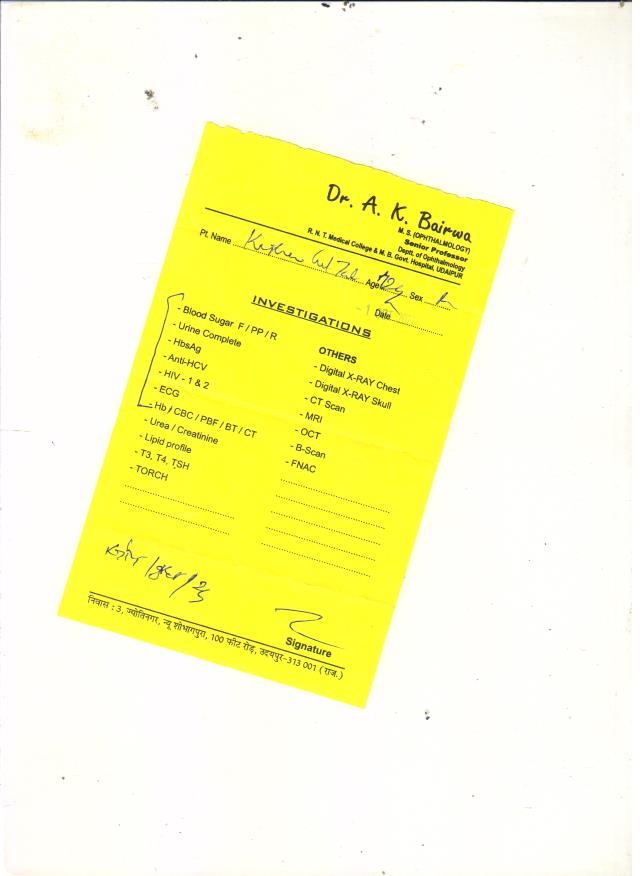 Dr. A. K. Bairwa
M. S. (OPHTHALMOLOGY)
Senior Professor
Deptt. of Ophthalmology
R. N. T. Medical College & M. B. Govt. Hospital, UDAIPUR
Pt. Name Age Sex
Date
INVESTIGATIONS
- Blood Sugar F / PP / R
- Urine Complete
- HbsAg
- Anti-HCV
- HIV - 1 & 2
- ECG
- Hb / CBC / PBF / BT / CT
- Urea / Creatinine
- Lipid profile
- T3, T4, TSH
- TORCH
OTHERS
- Digital X-RAY Chest
- Digital X-RAY Skull
- CT Scan
- MRI
- OCT
- B-Scan
- FNAC
Signature
निवास : 3, ज्योतिनगर, न्यू शोभागपुरा, 100 फीट रोड़, उदयपुर-313 001 (राज.)